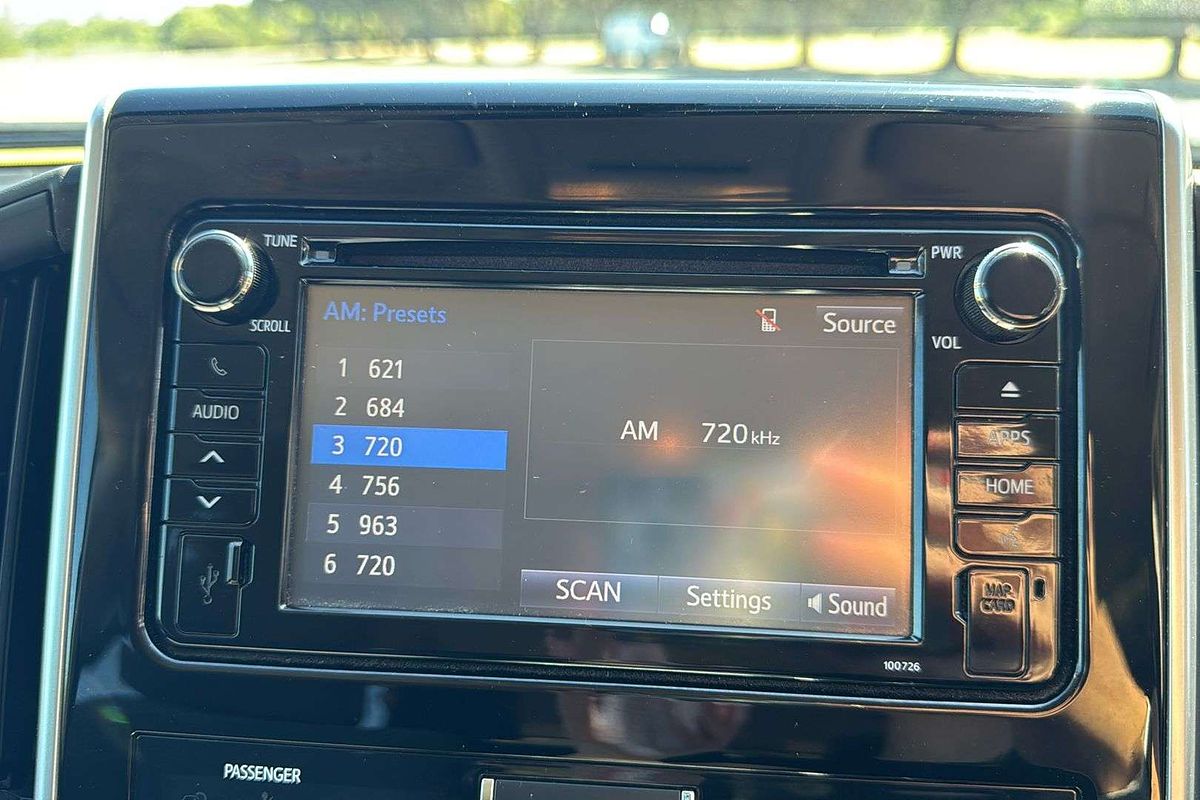 TUNE
PWR
SCROLL
VOL
AUDIO
APPS
HOME
MAP
CARD
AM: Presets
Source
1 621
2 684
3 720
4 756
5 963
6 720
AM 720 kHz
SCAN
Settings
Sound
100726
PASSENGER